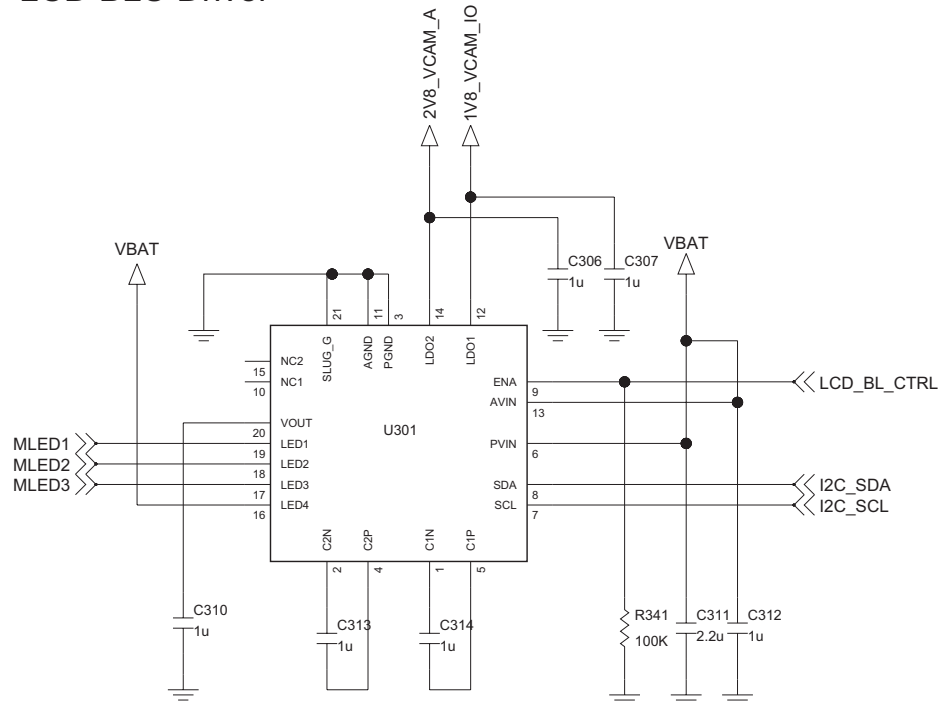 2V8_VCAM_A
1V8_VCAM_IO
VBAT
C306
1u
C307
1u
VBAT
21
11
3
14
12
SLUG_G
AGND
PGND
LDO2
LDO1
NC2
15
NC1
10
VOUT
20
LED1
19
LED2
18
LED3
17
LED4
16
MLED1
MLED2
MLED3
U301
ENA
9
AVIN
13
PVIN
6
SDA
8
SCL
7
LCD_BL_CTRL
I2C_SDA
I2C_SCL
C2N
C2P
C1N
C1P
2
4
1
5
C310
1u
C313
1u
C314
1u
R341
100K
C311
2.2u
C312
1u